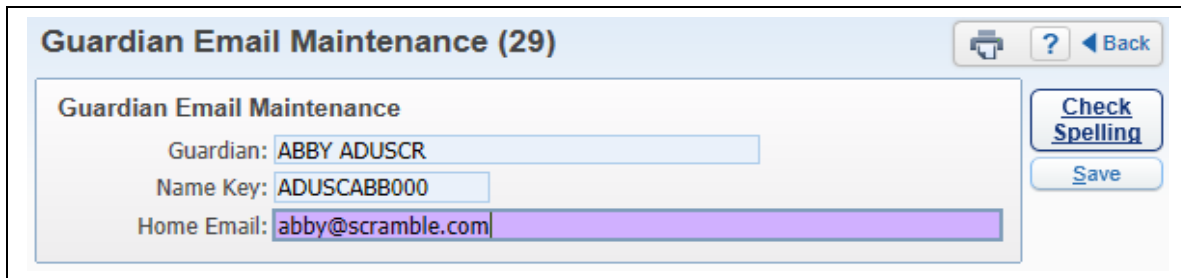 Guardian Email Maintenance (29)
? Back
Guardian Email Maintenance
Guardian: ABBY ADUSCR
Name Key: ADUSCABB000
Home Email: abby@scramble.com
Check
Spelling
Save